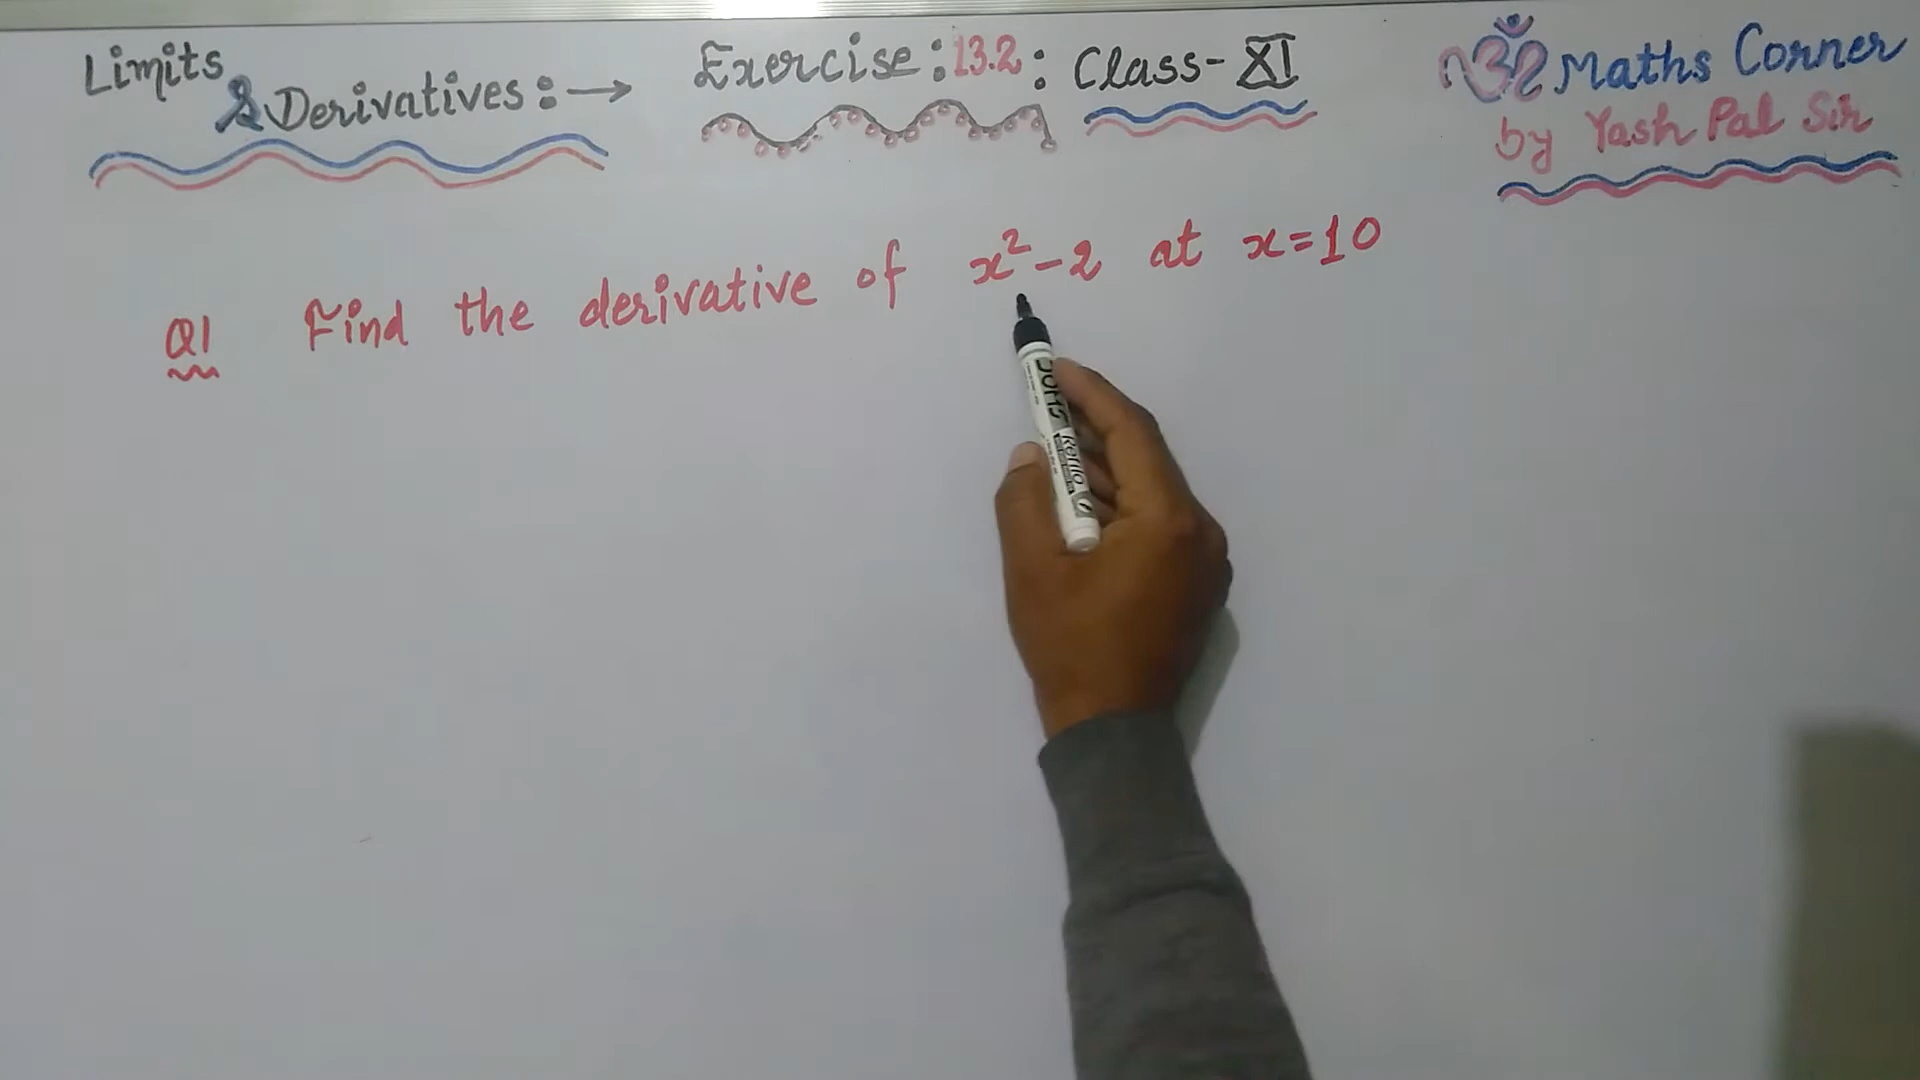 Limits
& Derivatives :→
Exercise : 13.2 : Class - XI
ॐ Maths Corner
by Yash Pal Sir
Q1 Find the derivative of x²-2 at x=10
DOMS